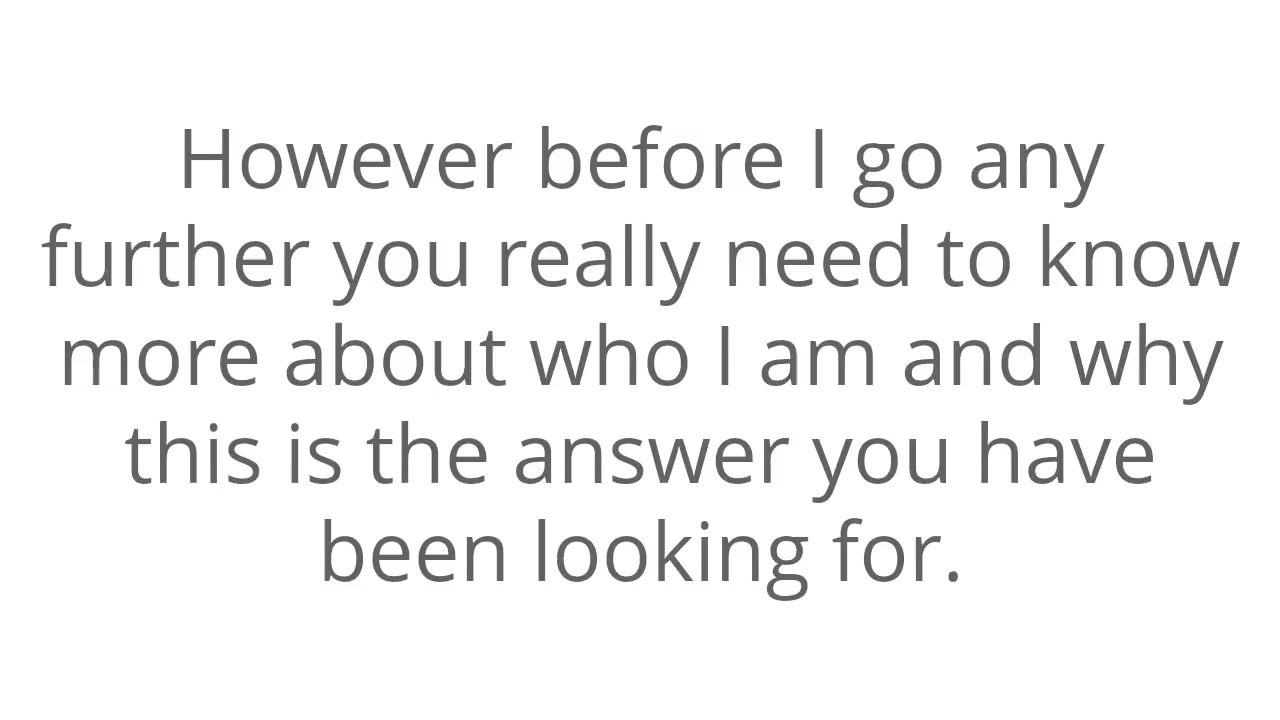 However before I go any
further you really need to know
more about who I am and why
this is the answer you have
been looking for.